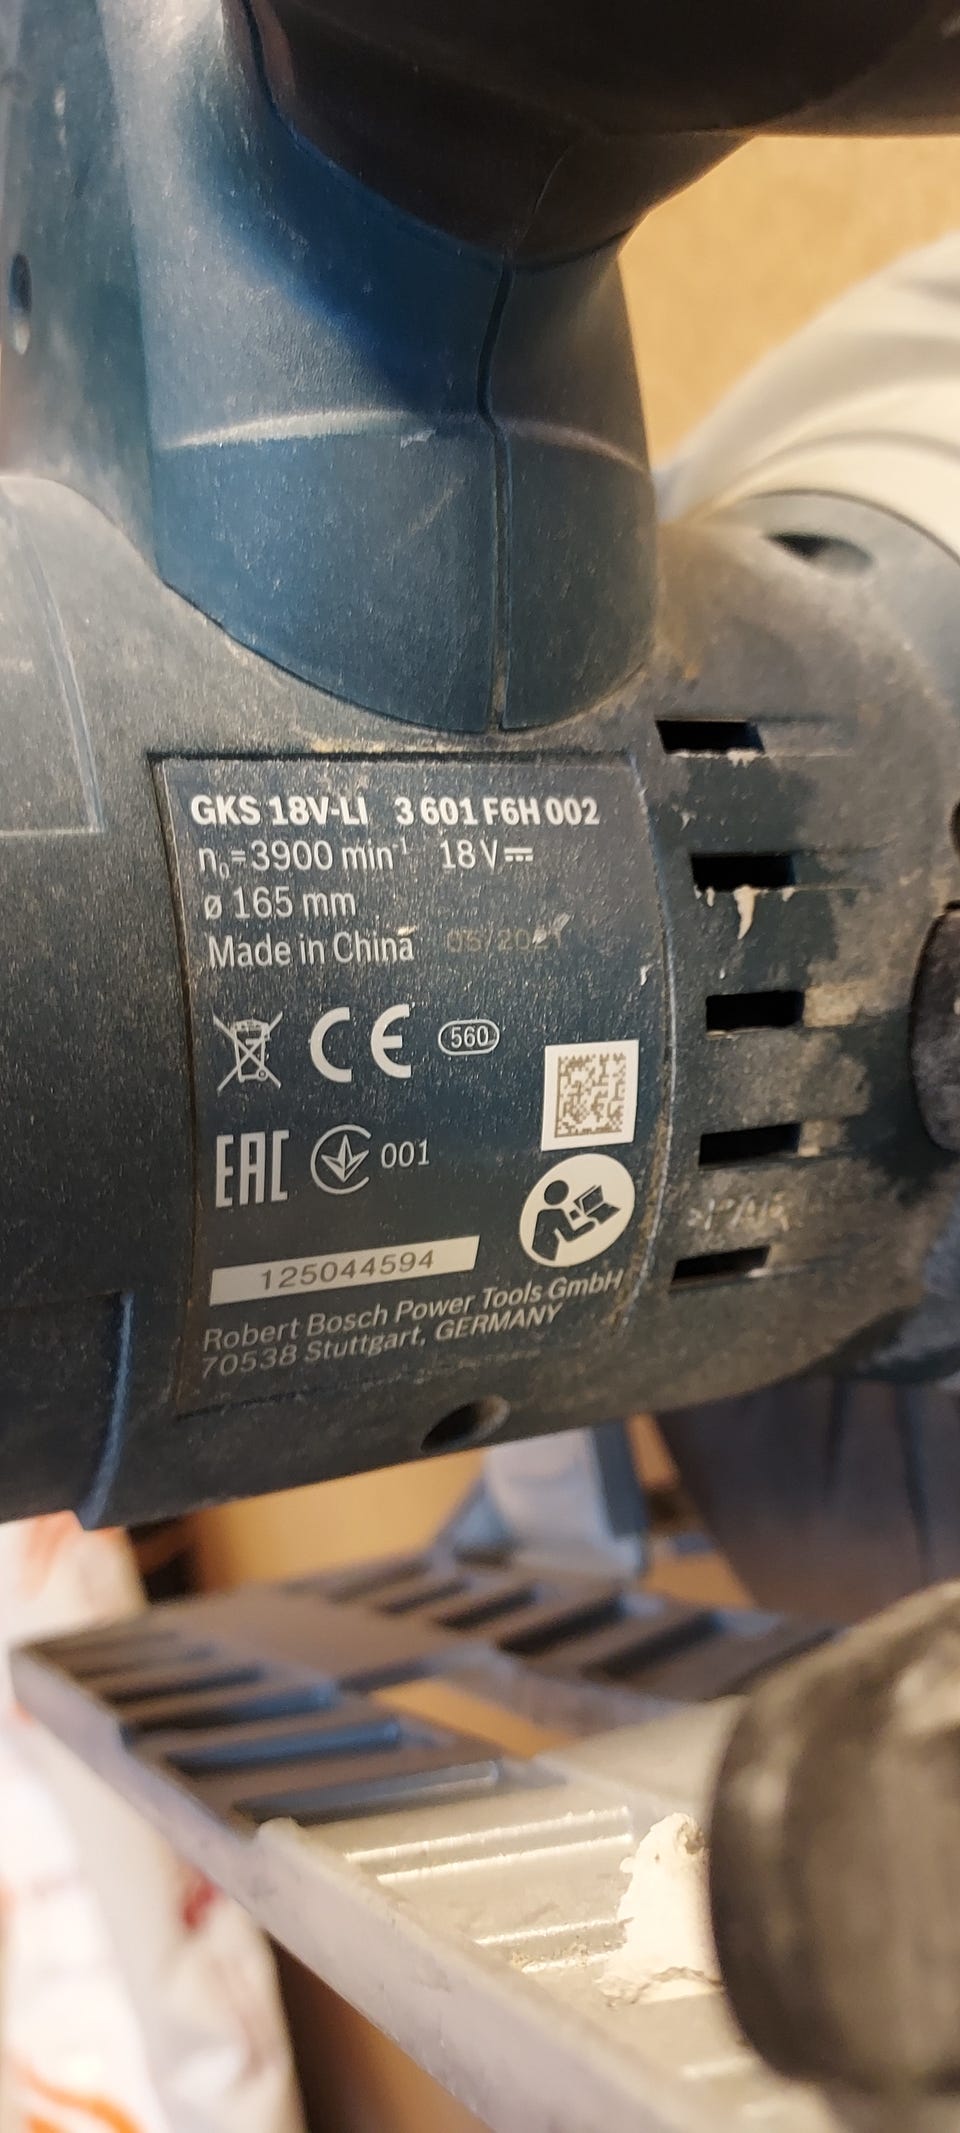 GKS 18V-LI 3 601 F6H 002
n₀=3900 min⁻¹ 18 V⎓
ø 165 mm
Made in China
CE 560
EAC 001
125044594
Robert Bosch Power Tools GmbH
70538 Stuttgart, GERMANY